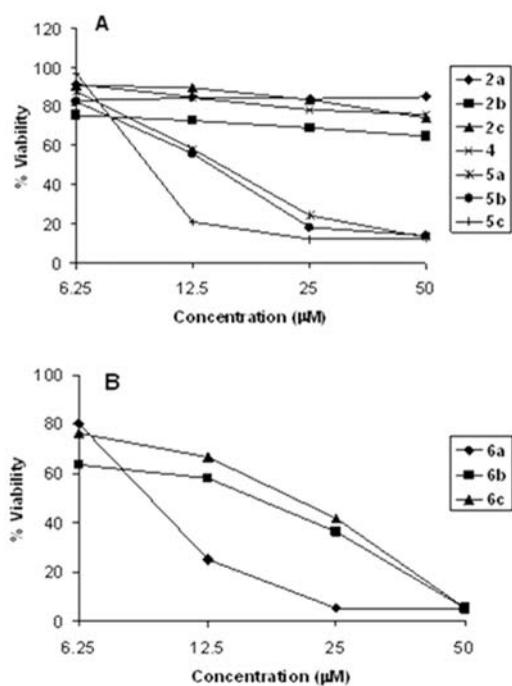 A
120
100
80
60
40
20
0
% Viability
6.25 12.5 25 50
Concentration (µM)
2a
2b
2c
4
5a
5b
5c
B
100
80
60
40
20
0
% Viability
6.25 12.5 25 50
Concentration (µM)
6a
6b
6c